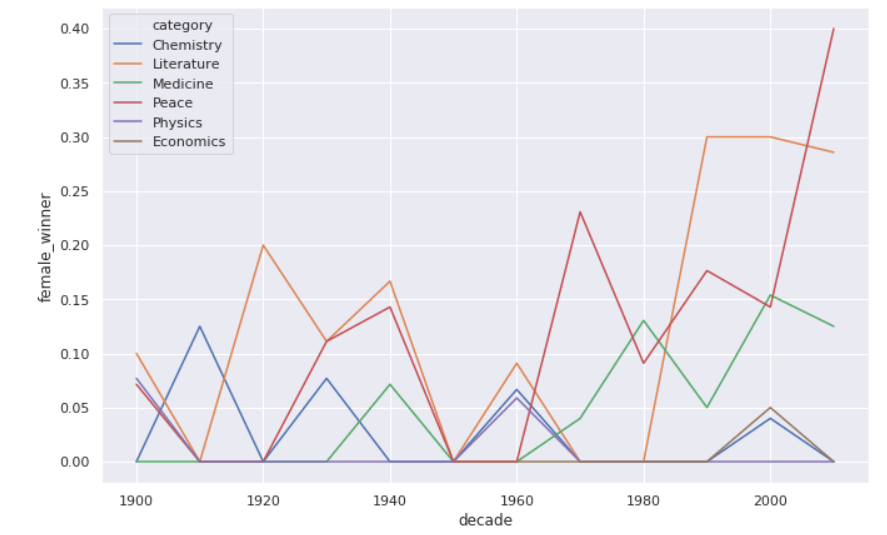 category
Chemistry
Literature
Medicine
Peace
Physics
Economics
0.40
0.35
0.30
0.25
0.20
0.15
0.10
0.05
0.00
female_winner
1900 1920 1940 1960 1980 2000
decade